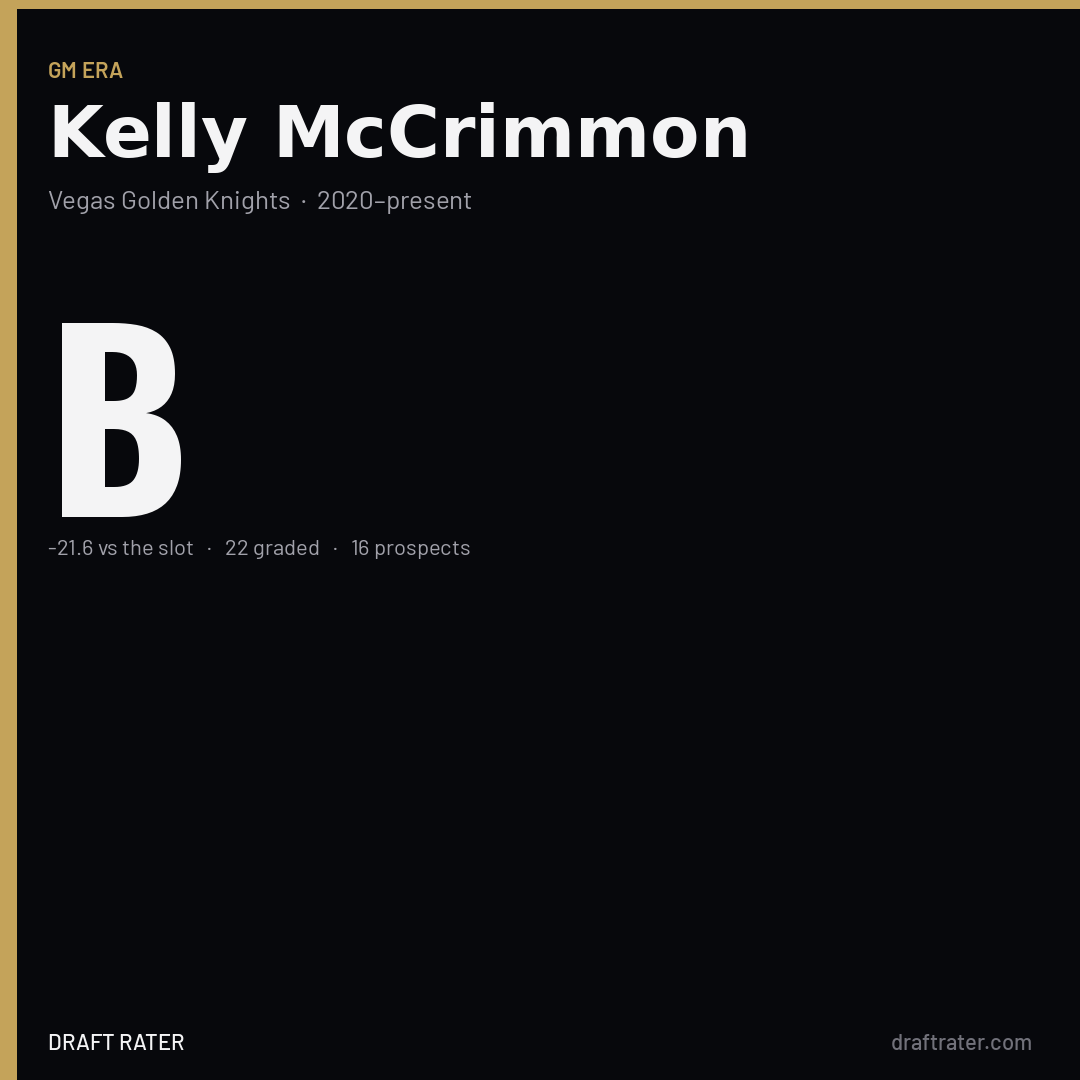 GM ERA
Kelly McCrimmon
Vegas Golden Knights · 2020–present
B
-21.6 vs the slot · 22 graded · 16 prospects
DRAFT RATER
draftrater.com